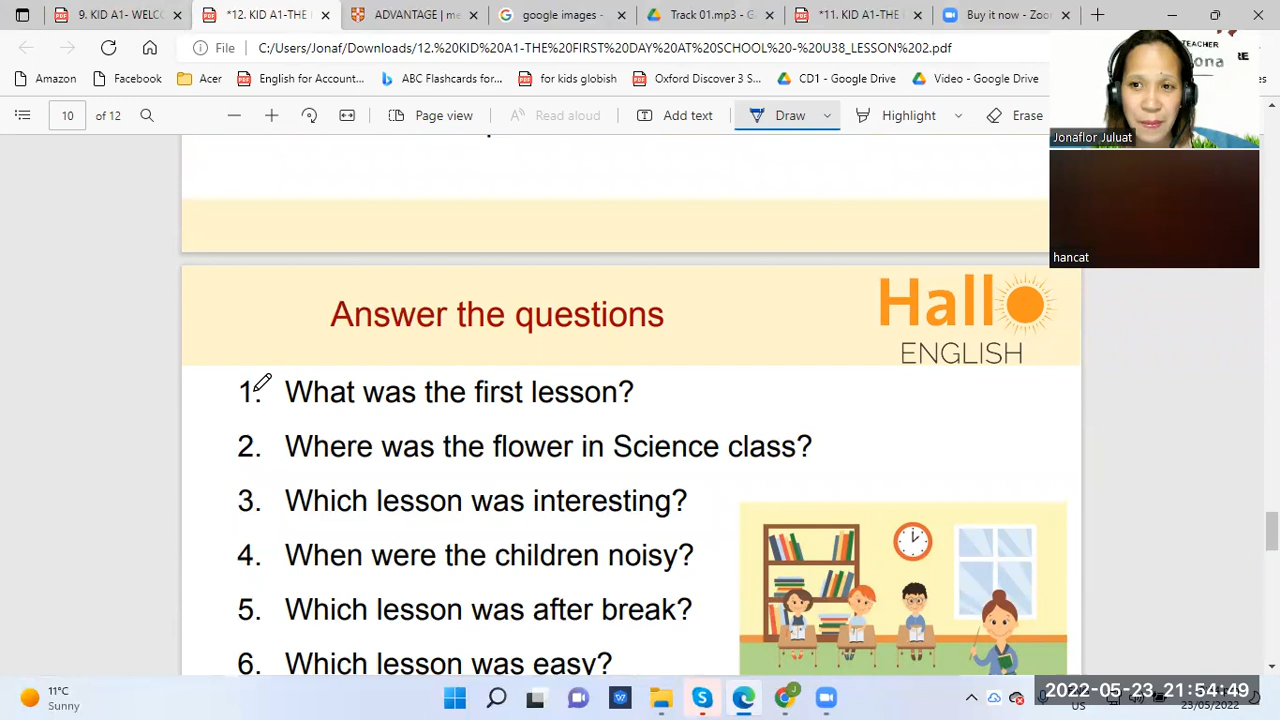 9. KID A1- WELCO
*12. KID A1-THE
ADVANTAGE | me
google images -
Track 01.mp3 - G
*11. KID A1-THE
Buy it now - Zoo
File
C:/Users/Jonaf/Downloads/12.%20KID%20A1-THE%20FIRST%20DAY%20AT%20SCHOOL%20-%20U38_LESSON%202.pdf
Amazon
Facebook
Acer
English for Account...
ABC Flashcards for...
for kids globish
Oxford Discover 3 S...
CD1 - Google Drive
Video - Google Drive
10 of 12
Page view
Read aloud
Add text
Draw
Highlight
Erase
TEACHER
Jonaflor Juluat
hancat
Answer the questions
Hallo
ENGLISH
1. What was the first lesson?
2. Where was the flower in Science class?
3. Which lesson was interesting?
4. When were the children noisy?
5. Which lesson was after break?
6. Which lesson was easy?
11°C
Sunny
2022-05-23 21:54:49
US
23/05/2022